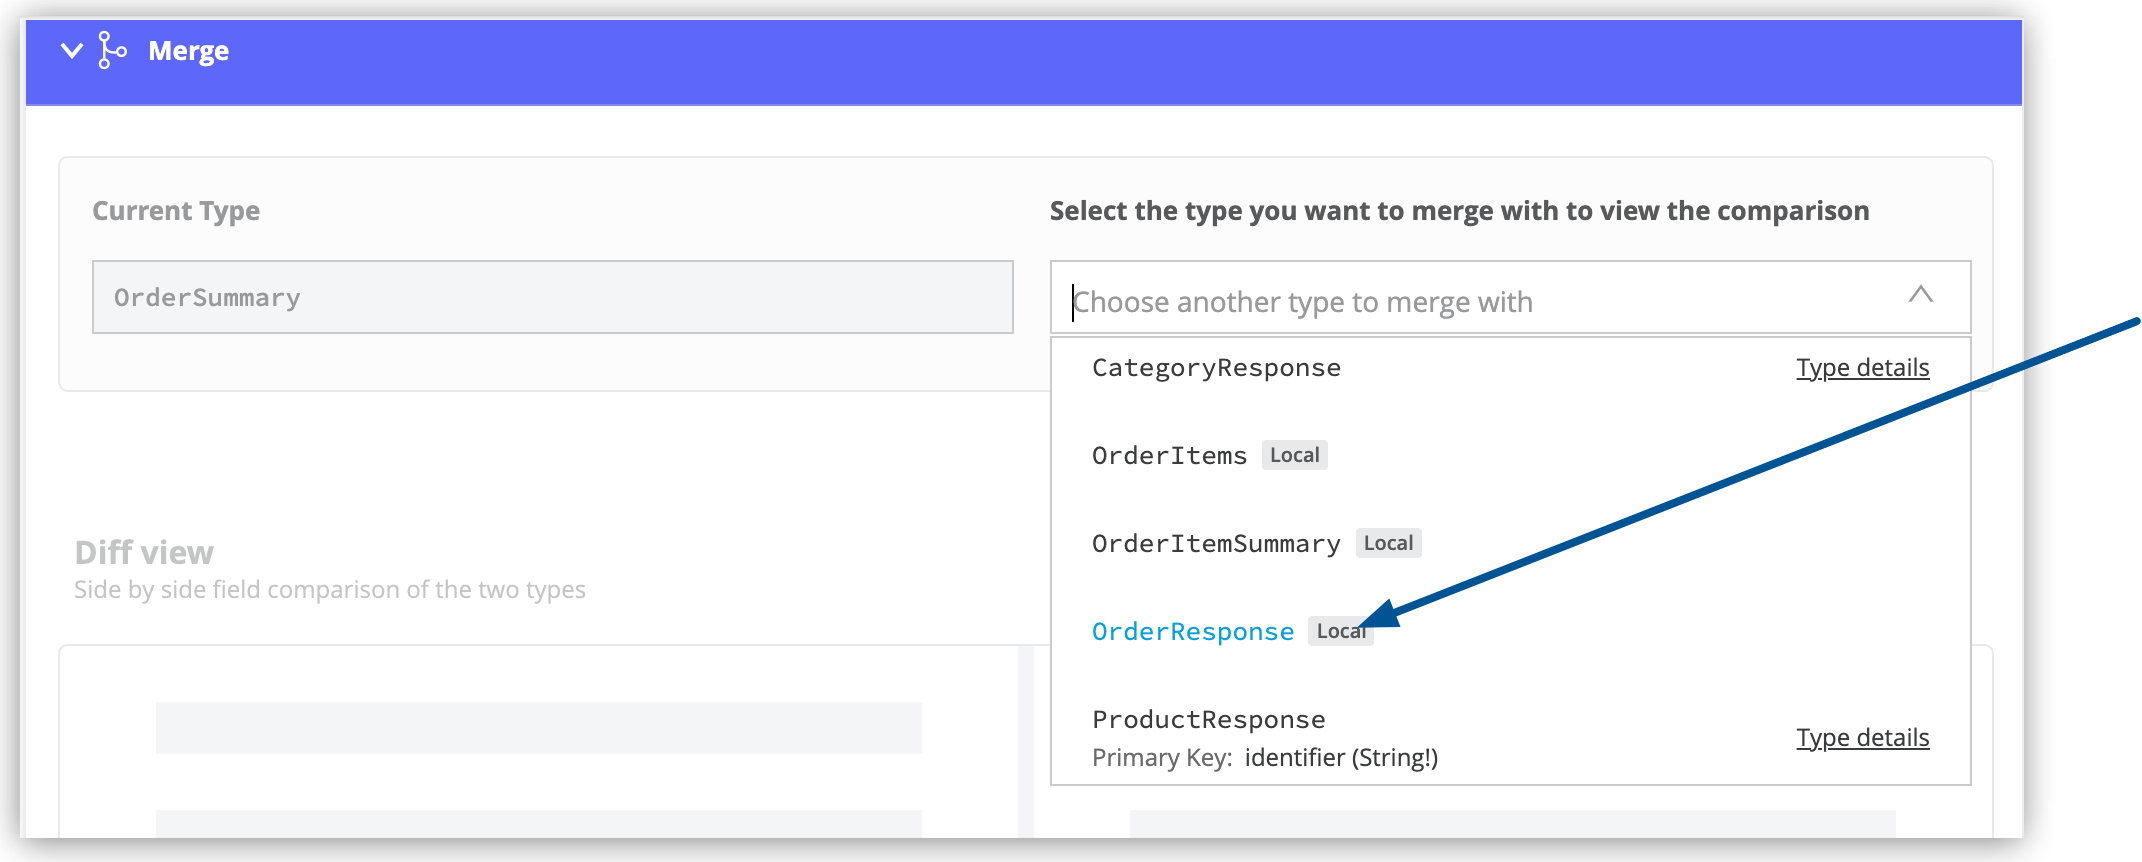 Merge
Current Type
Select the type you want to merge with to view the comparison
OrderSummary
Choose another type to merge with
CategoryResponse Type details
OrderItems Local
OrderItemSummary Local
Diff view
Side by side field comparison of the two types
OrderResponse Local
ProductResponse
Type details
Primary Key: identifier (String!)